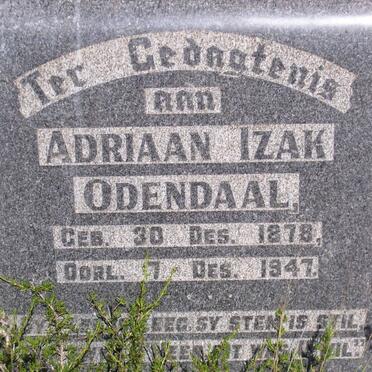 Ter Gedagtenis
aan
ADRIAAN IZAK
ODENDAAL,
GEB. 30 DES. 1878,
OORL. 17 DES. 1947.
SY STEM IS STIL